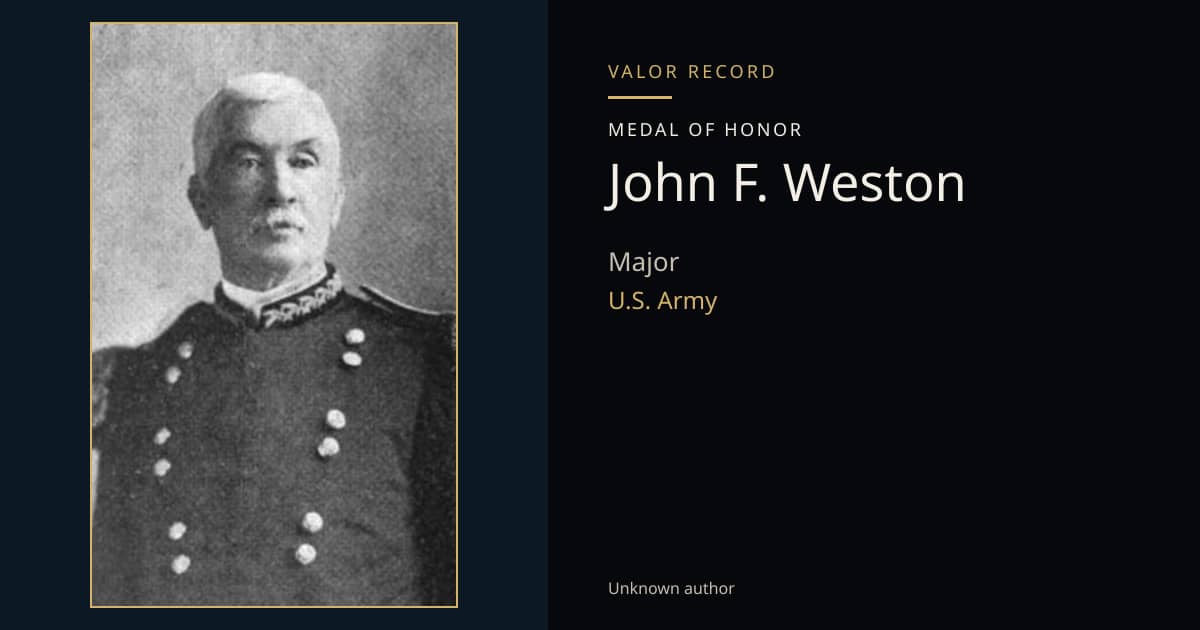 VALOR RECORD
MEDAL OF HONOR
John F. Weston
Major
U.S. Army
Unknown author